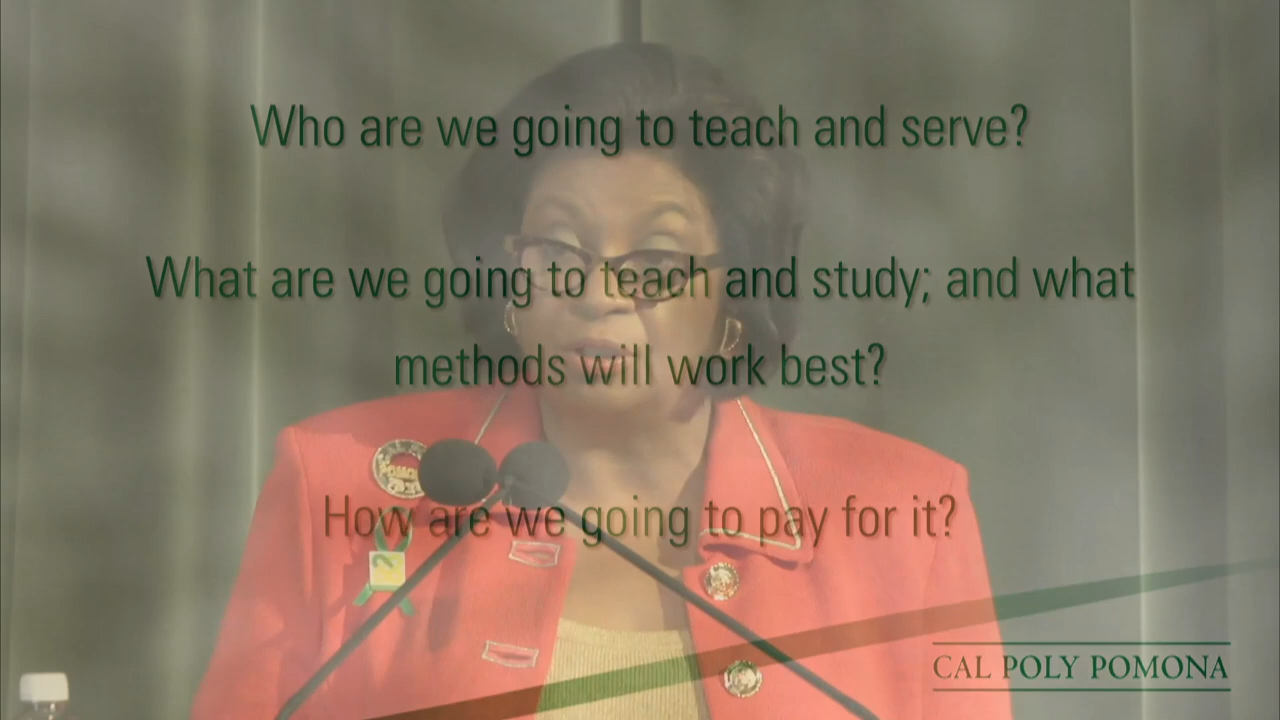 Who are we going to teach and serve?
What are we going to teach and study; and what
methods will work best?
How are we going to pay for it?
CAL POLY POMONA